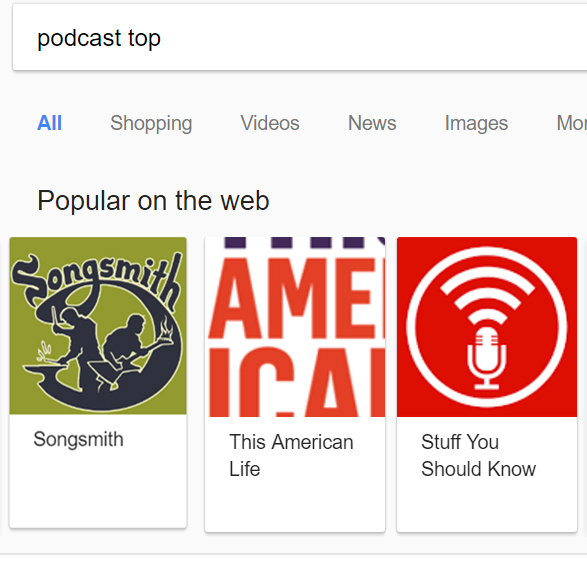 podcast top
All Shopping Videos News Images Mor
Popular on the web
Songsmith
AME
ICA
Songsmith
This American
Life
Stuff You
Should Know